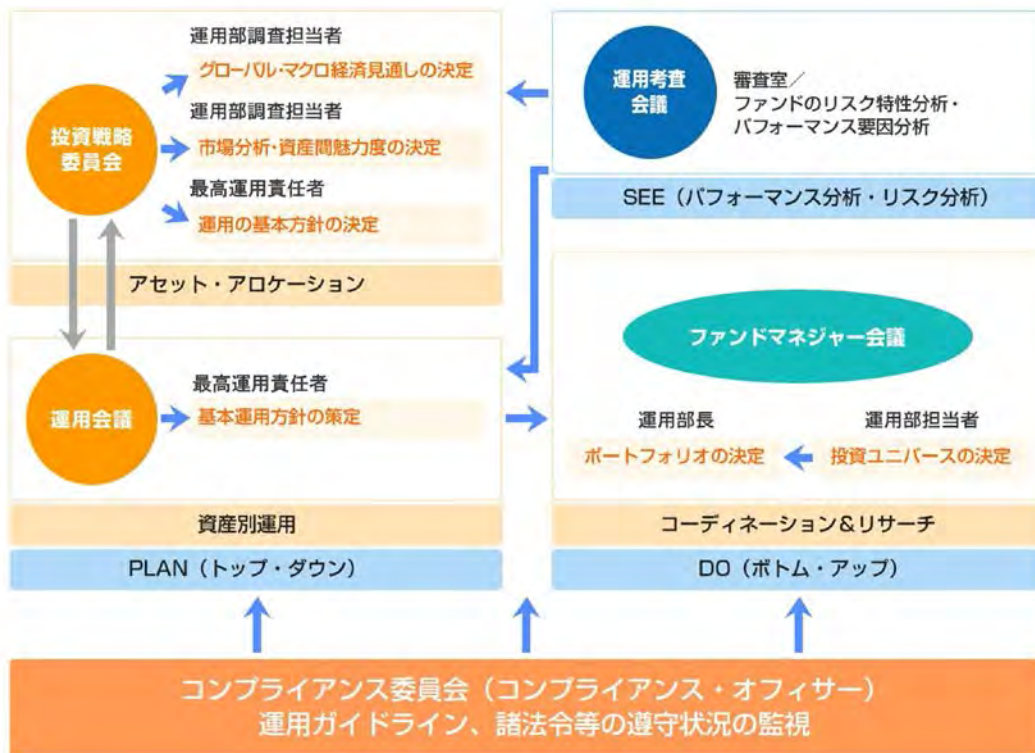 投資戦略
委員会
運用部調査担当者
グローバル・マクロ経済見通しの決定
運用部調査担当者
市場分析・資産間魅力度の決定
最高運用責任者
運用の基本方針の決定
アセット・アロケーション
運用会議
最高運用責任者
基本運用方針の策定
資産別運用
PLAN（トップ・ダウン）
運用考査
会議
審査室／
ファンドのリスク特性分析・
パフォーマンス要因分析
SEE（パフォーマンス分析・リスク分析）
ファンドマネジャー会議
運用部長
ポートフォリオの決定
運用部担当者
投資ユニバースの決定
コーディネーション＆リサーチ
DO（ボトム・アップ）
コンプライアンス委員会（コンプライアンス・オフィサー）
運用ガイドライン、諸法令等の遵守状況の監視